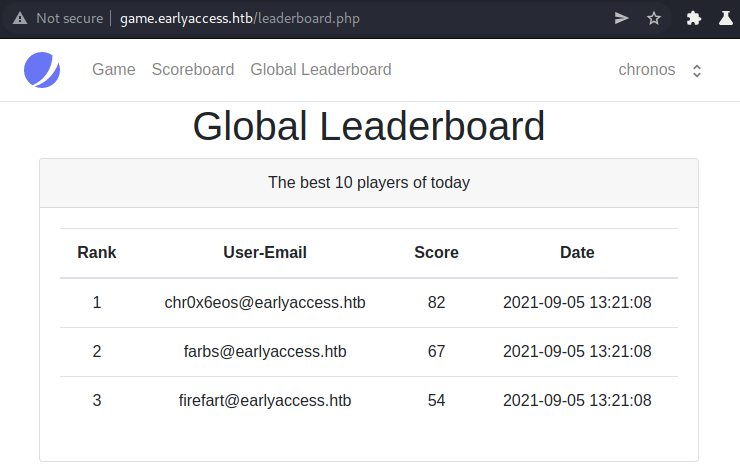 Not secure | game.earlyaccess.htb/leaderboard.php
Game Scoreboard Global Leaderboard chronos
Global Leaderboard
The best 10 players of today
Rank User-Email Score Date
1 chr0x6eos@earlyaccess.htb 82 2021-09-05 13:21:08
2 farbs@earlyaccess.htb 67 2021-09-05 13:21:08
3 firefart@earlyaccess.htb 54 2021-09-05 13:21:08